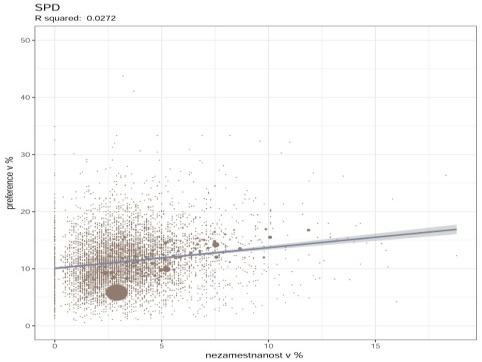 SPD
R squared: 0.0272
50
40
30
20
10
0
preference v %
0 5 10 15
nezamestnanost v %